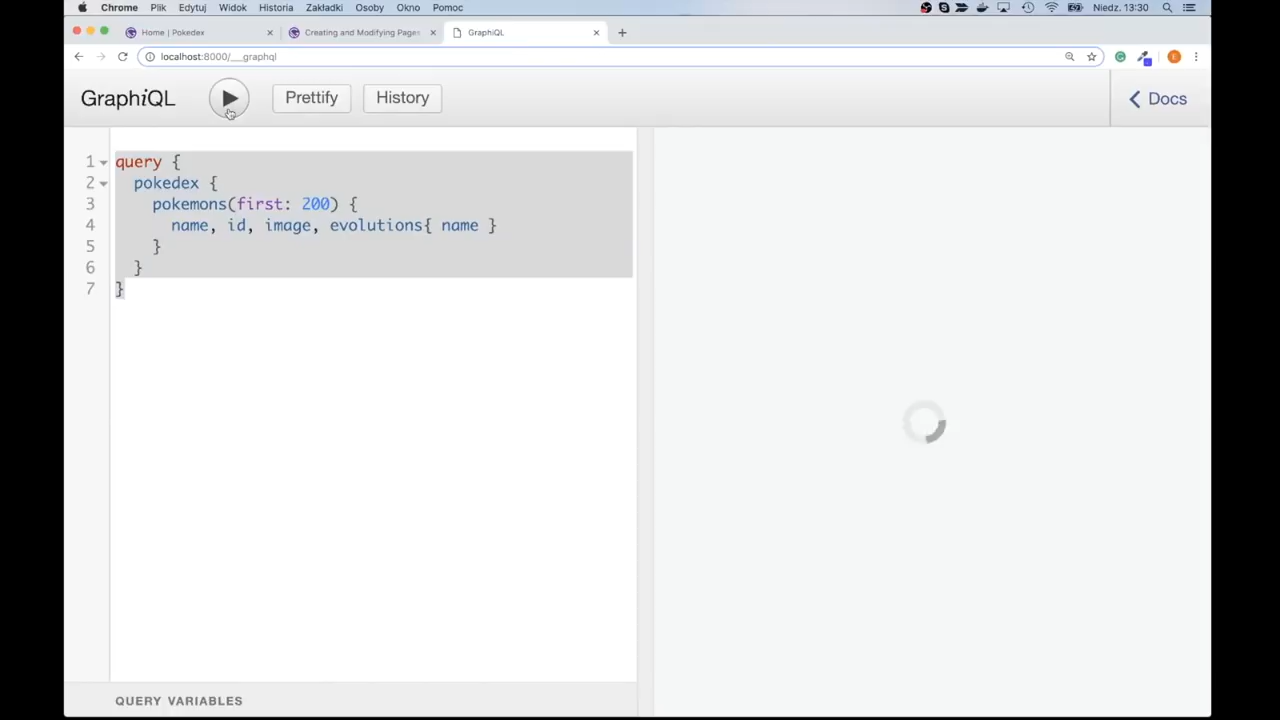 Chrome Plik Edytuj Widok Historia Zakładki Osoby Okno Pomoc Niedz. 13:30
Home | Pokedex Creating and Modifying Pages GraphiQL
localhost:8000/___graphql E
GraphiQL Prettify History Docs
1 query {
2 pokedex {
3 pokemons(first: 200) {
4 name, id, image, evolutions{ name }
5 }
6 }
7 }
QUERY VARIABLES